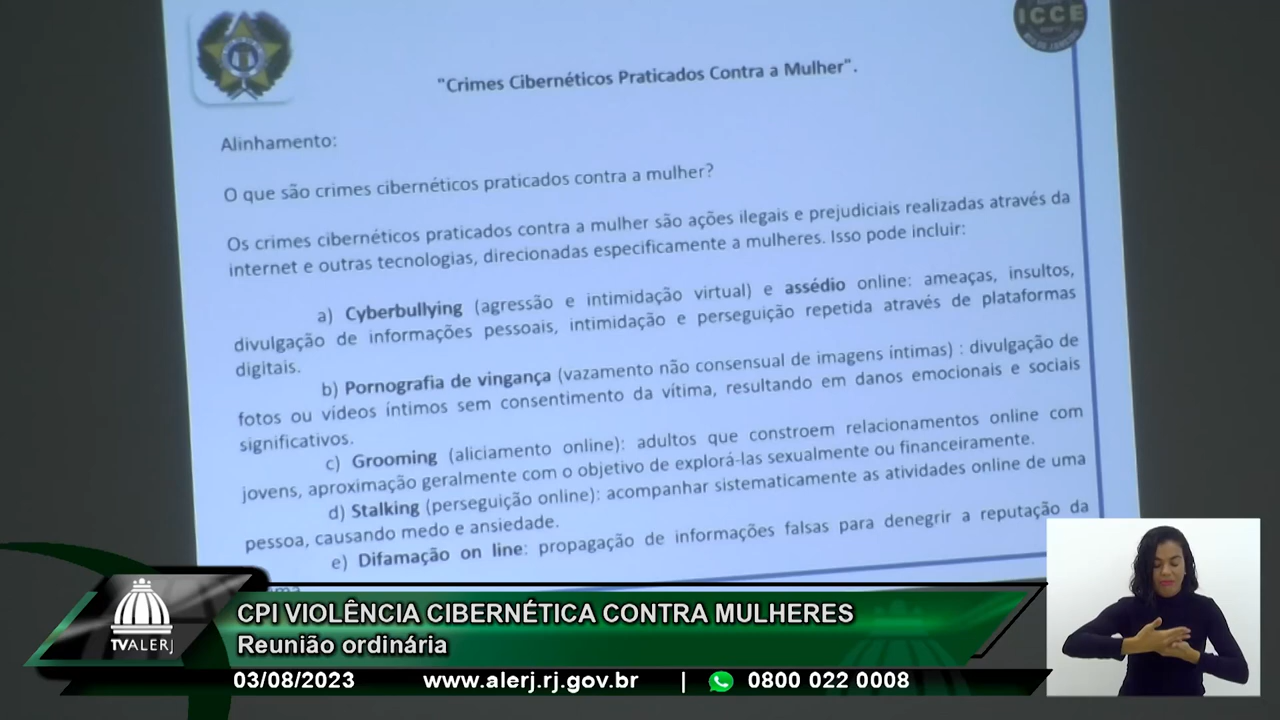 ICCE
"Crimes Cibernéticos Praticados Contra a Mulher".
Alinhamento:
O que são crimes cibernéticos praticados contra a mulher?
Os crimes cibernéticos praticados contra a mulher são ações ilegais e prejudiciais realizadas através da
internet e outras tecnologias, direcionadas especificamente a mulheres. Isso pode incluir:
a) Cyberbullying (agressão e intimidação virtual) e assédio online: ameaças, insultos,
divulgação de informações pessoais, intimidação e perseguição repetida através de plataformas
digitais.
b) Pornografia de vingança (vazamento não consensual de imagens íntimas) : divulgação de
fotos ou vídeos íntimos sem consentimento da vítima, resultando em danos emocionais e sociais
significativos.
c) Grooming (aliciamento online): adultos que constroem relacionamentos online com
jovens, aproximação geralmente com o objetivo de explorá-las sexualmente ou financeiramente.
d) Stalking (perseguição online): acompanhar sistematicamente as atividades online de uma
pessoa, causando medo e ansiedade.
e) Difamação on line: propagação de informações falsas para denegrir a reputação da
TVALERJ
CPI VIOLÊNCIA CIBERNÉTICA CONTRA MULHERES
Reunião ordinária
03/08/2023 www.alerj.rj.gov.br | 0800 022 0008